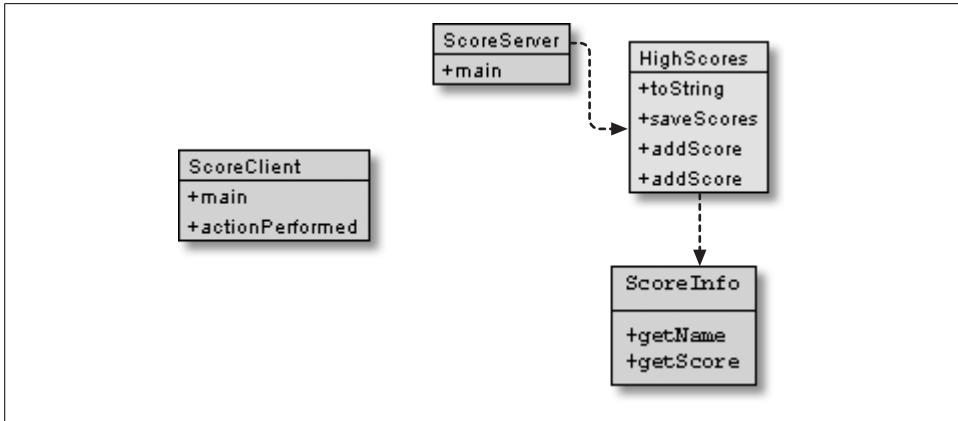 ScoreServer
+main
HighScores
+toString
+saveScores
+addScore
+addScore
ScoreClient
+main
+actionPerformed
ScoreInfo
+getName
+getScore